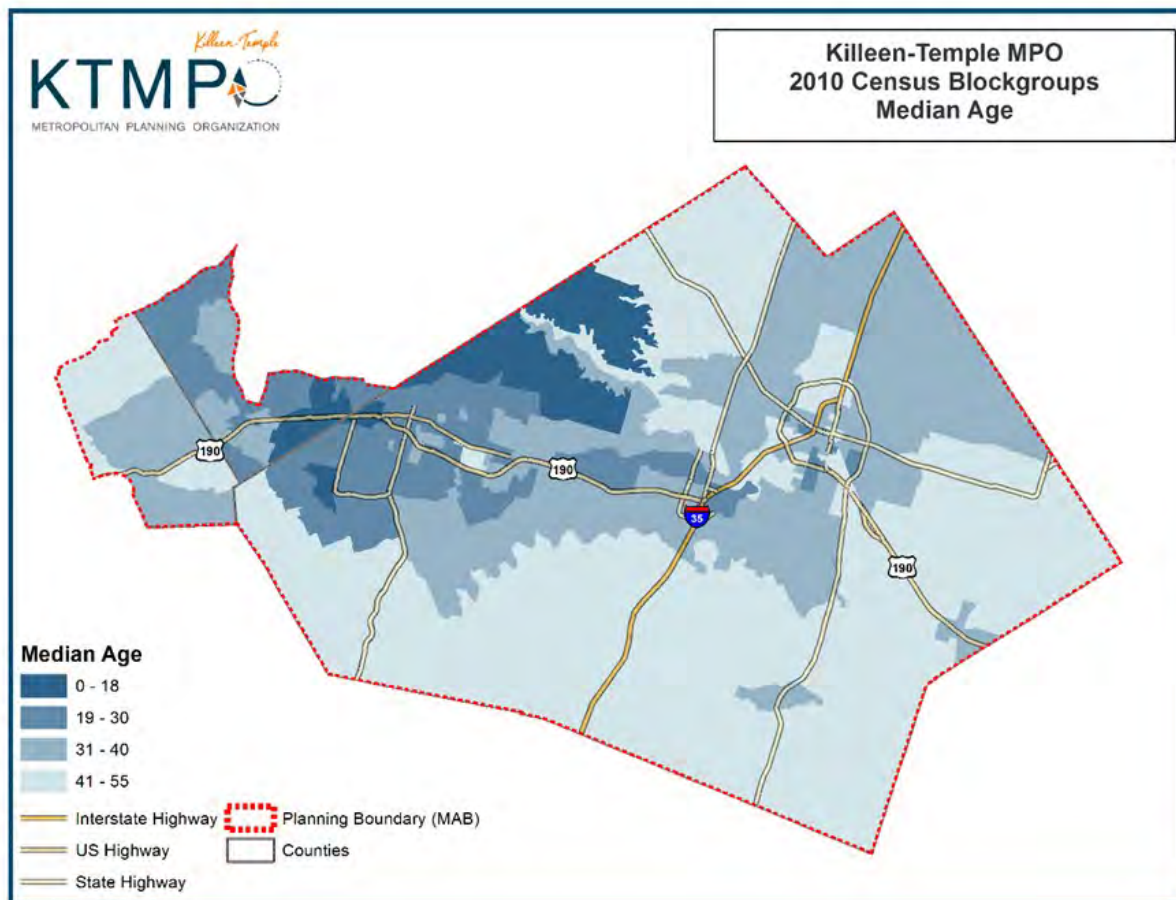 Killeen-Temple
KTMPO
METROPOLITAN PLANNING ORGANIZATION
Killeen-Temple MPO
2010 Census Blockgroups
Median Age
190
190
35
190
Median Age
0 - 18
19 - 30
31 - 40
41 - 55
Interstate Highway
US Highway
State Highway
Planning Boundary (MAB)
Counties